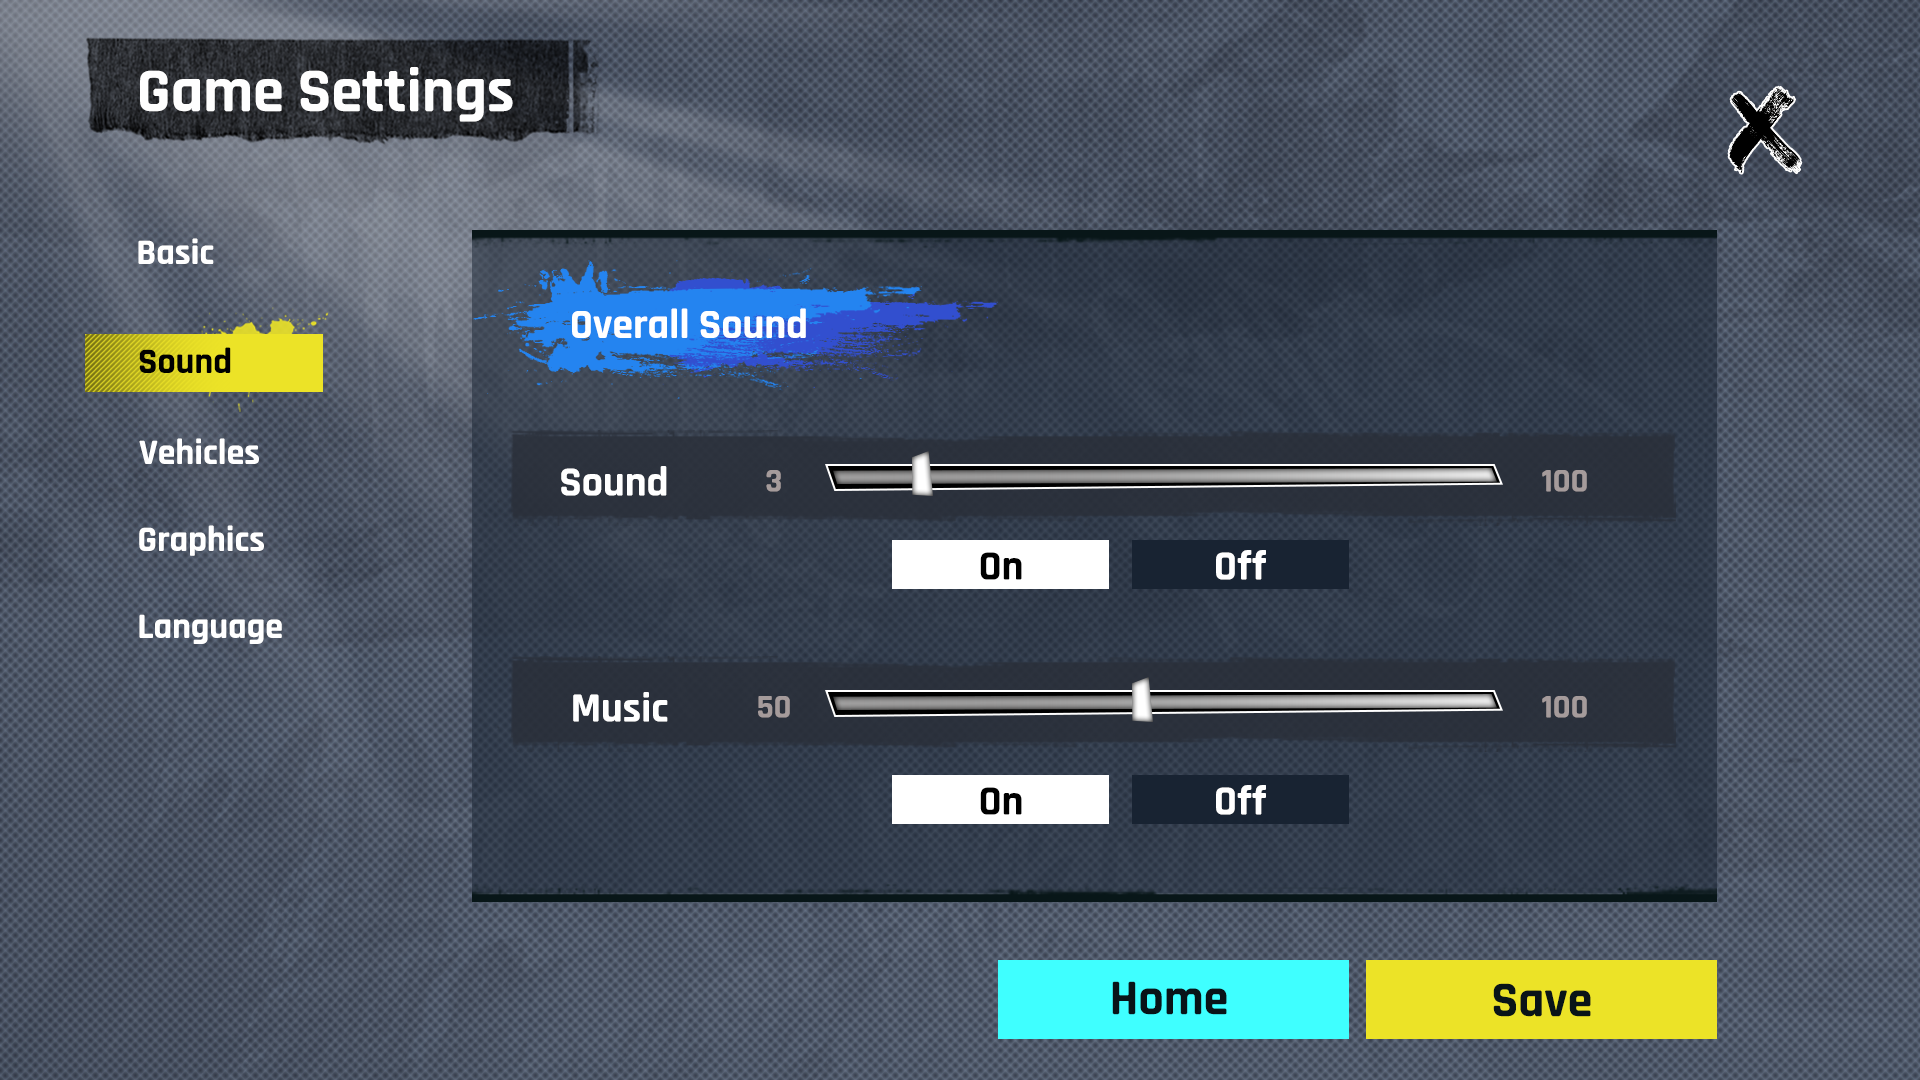 Game Settings
Basic
Sound
Vehicles
Graphics
Language
Overall Sound
Sound 3 100
On Off
Music 50 100
On Off
Home Save